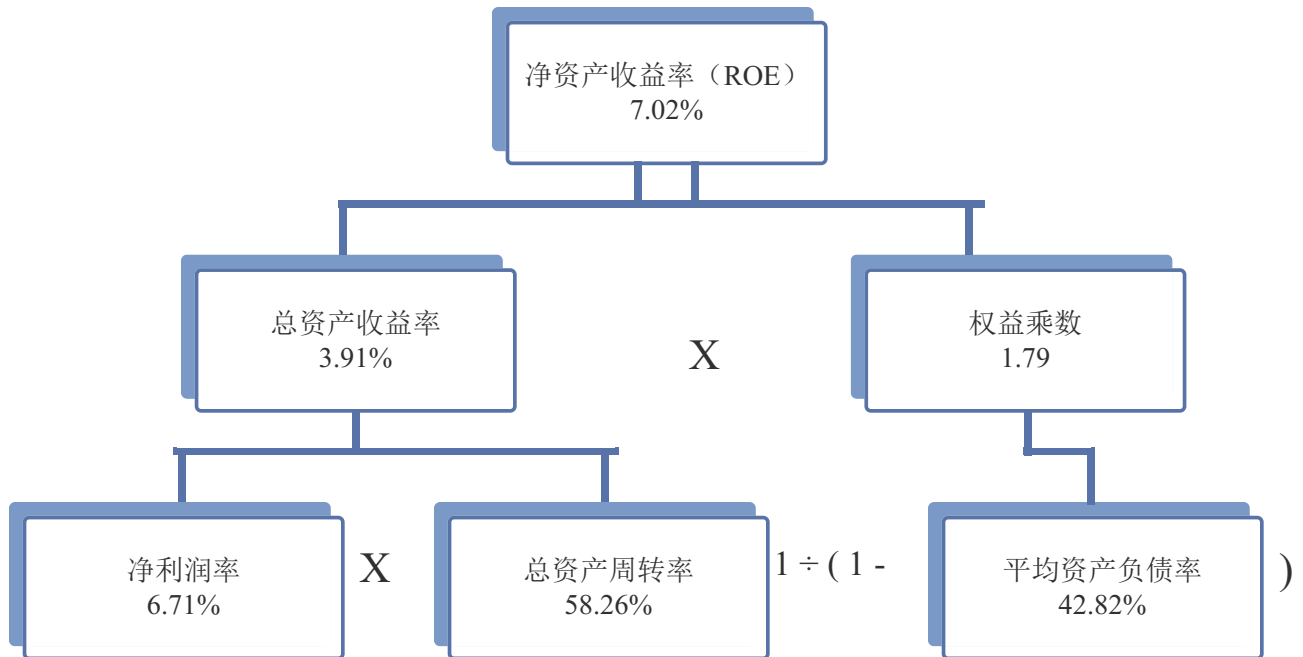 净资产收益率（ROE）
7.02%
总资产收益率
3.91%
X
权益乘数
1.79
净利润率
6.71%
X
总资产周转率
58.26%
1 ÷ ( 1 -
平均资产负债率
42.82%
)